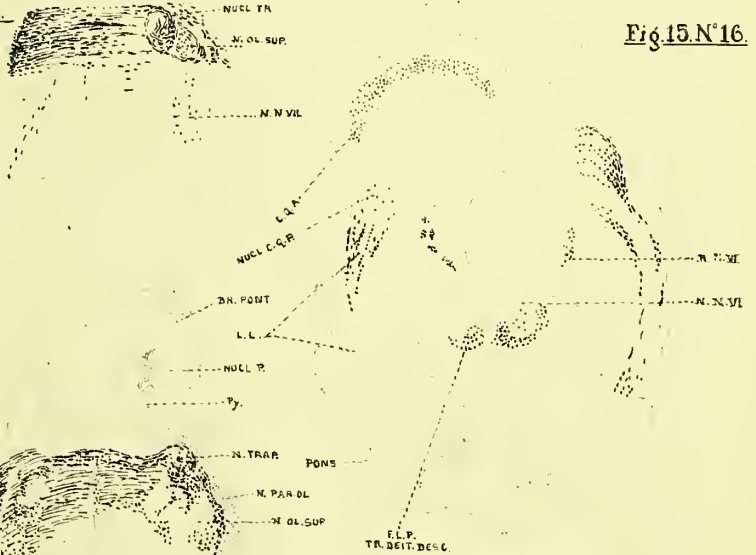 NUCL TR
N. OL. SUP.
Fig.15.N°16.
N. N VII.
C.Q.A.
NUCL C.Q.P.
BR. PONT
L.L.
NUCL P.
Py.
N. N. VI
N. TRAP.
PONS
N. PAR. OL
N OL. SUP
F.L.P.
TR. DEIT. DESC.